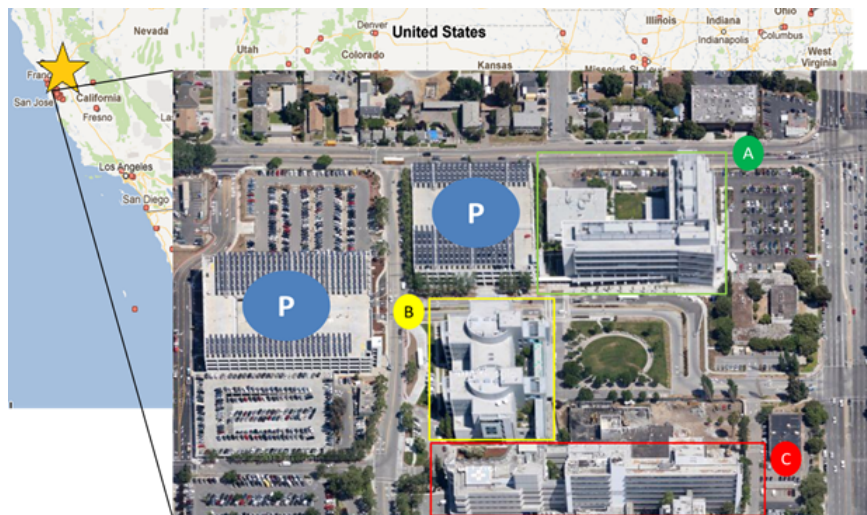 Nevada
Utah
Denver
Colorado
United States
Kansas
Illinois
Indiana
Indianapolis
Ohio
Columbus
West
Virginia
San Jose
California
Fresno
Los Angeles
San Diego
A
P
B
P
C